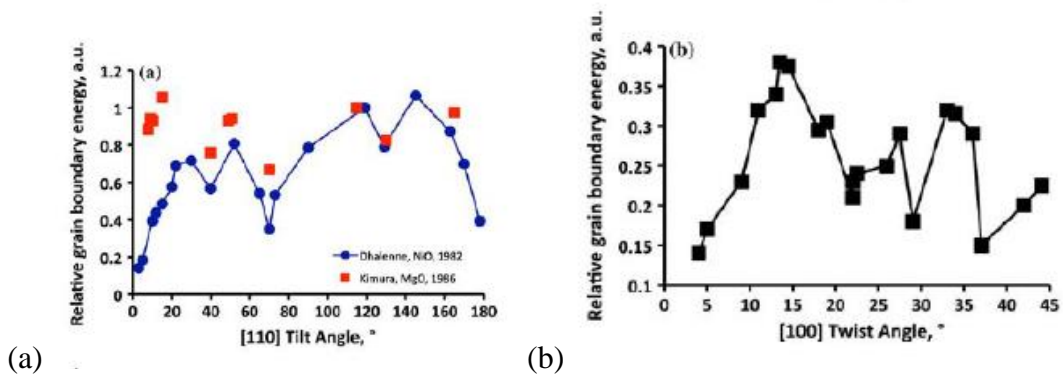 (a)
Relative grain boundary energy, a.u.
1.2
1
0.8
0.6
0.4
0.2
0
Dhaienne, NiO, 1982
Kimura, MgO, 1986
0 20 40 60 80 100 120 140 160 180
[110] Tilt Angle, °
(a)
(b)
Relative grain boundary energy, a.u.
0.4
0.35
0.3
0.25
0.2
0.15
0.1
0 5 10 15 20 25 30 35 40 45
[100] Twist Angle, °
(b)